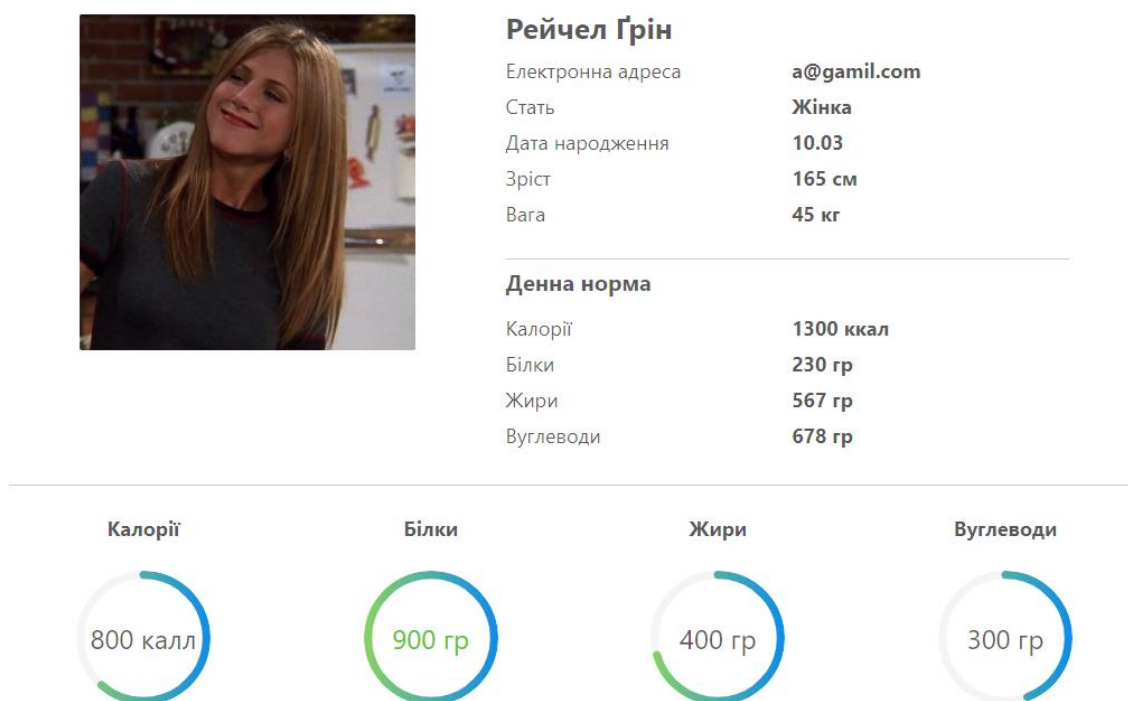 Рейчел Ґрін
Електронна адреса a@gamil.com
Стать Жінка
Дата народження 10.03
Зріст 165 см
Вага 45 кг
Денна норма
Калорії 1300 ккал
Білки 230 гр
Жири 567 гр
Вуглеводи 678 гр
Калорії Білки Жири Вуглеводи
800 калл 900 гр 400 гр 300 гр